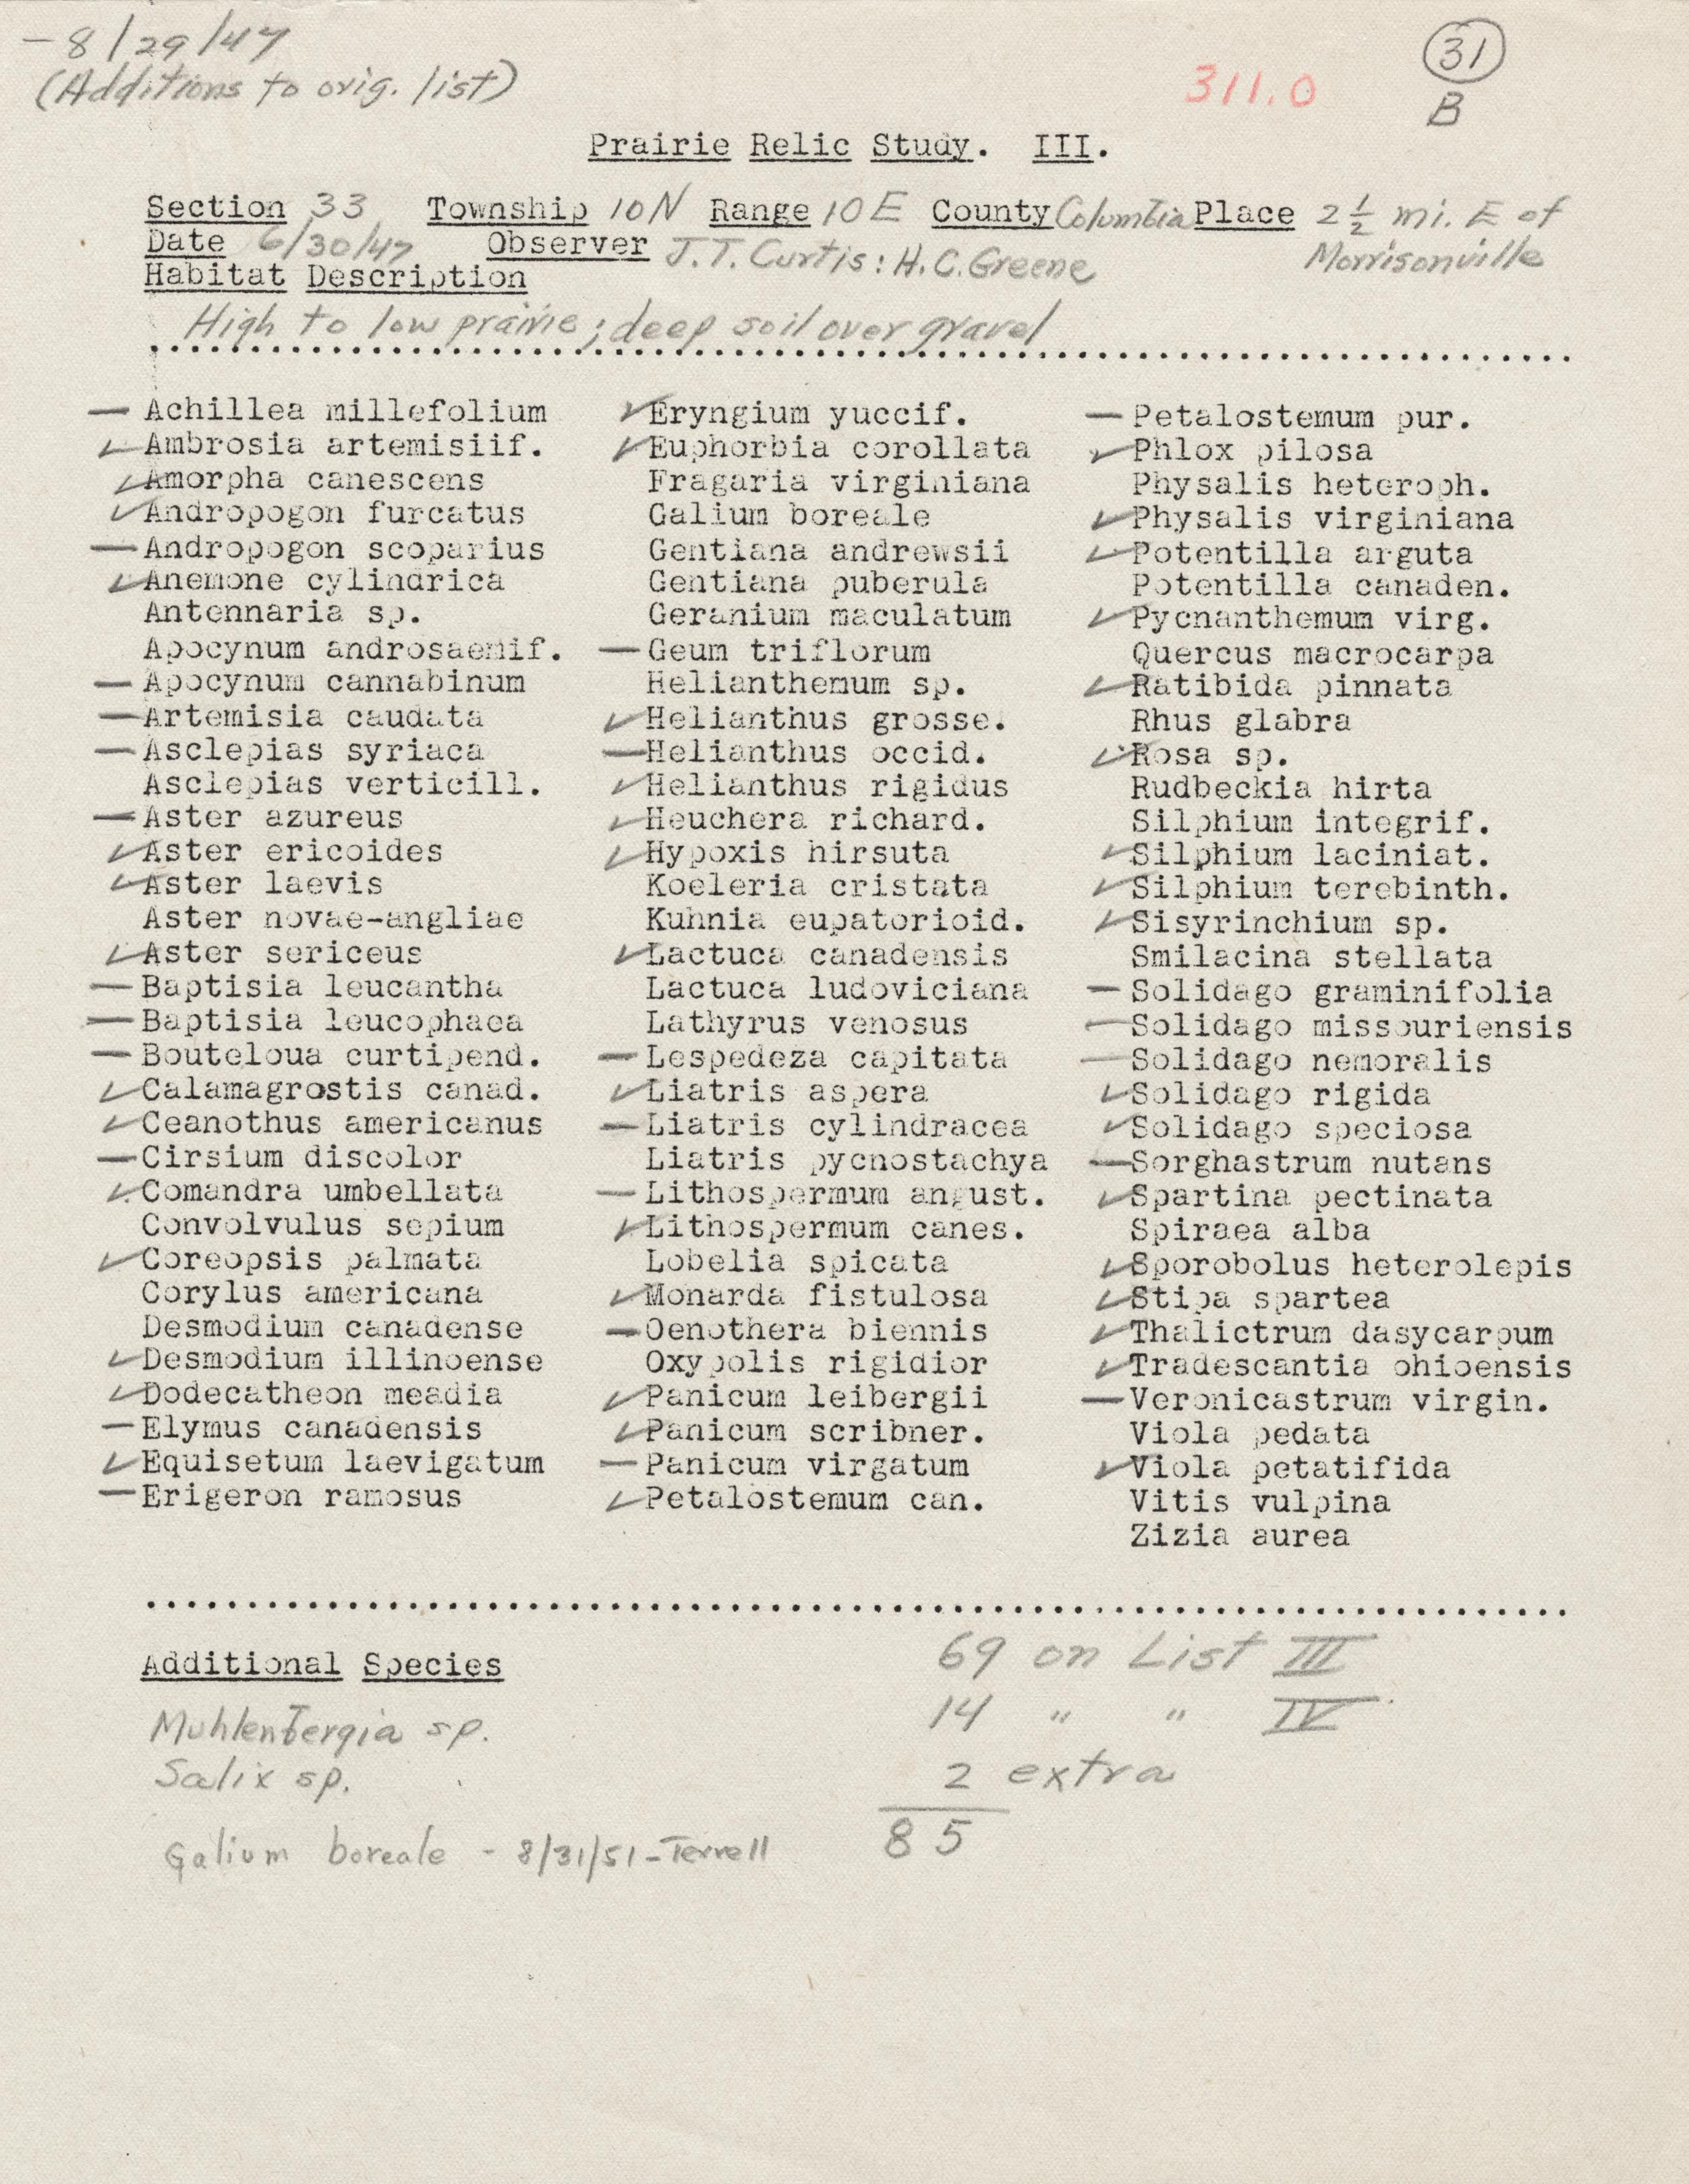 — 8/29/47
(Additions to orig. list)
311.0
31
B
Prairie Relic Study. III.
Section 33 Township 10N Range 10E County Columbia Place 2 1/2 mi. E of
Date 6/30/47 Observer J.T. Curtis: H.C. Greene Morrisonville
Habitat Description
High to low prairie; deep soil over gravel
— Achillea millefolium
✓ Ambrosia artemisiif.
✓ Amorpha canescens
✓ Andropogon furcatus
— Andropogon scoparius
✓ Anemone cylindrica
Antennaria sp.
Apocynum androsaemif.
— Apocynum cannabinum
— Artemisia caudata
— Asclepias syriaca
Asclepias verticill.
— Aster azureus
✓ Aster ericoides
✓ Aster laevis
Aster novae-angliae
✓ Aster sericeus
— Baptisia leucantha
— Baptisia leucophaea
— Bouteloua curtipend.
✓ Calamagrostis canad.
✓ Ceanothus americanus
— Cirsium discolor
✓ Comandra umbellata
Convolvulus sepium
✓ Coreopsis palmata
Corylus americana
Desmodium canadense
✓ Desmodium illinoense
✓ Dodecatheon meadia
— Elymus canadensis
✓ Equisetum laevigatum
— Erigeron ramosus
✓ Eryngium yuccif.
✓ Euphorbia corollata
Fragaria virginiana
Galium boreale
Gentiana andrewsii
Gentiana puberula
Geranium maculatum
— Geum triflorum
Helianthemum sp.
✓ Helianthus grosse.
— Helianthus occid.
✓ Helianthus rigidus
✓ Heuchera richard.
✓ Hypoxis hirsuta
Koeleria cristata
Kuhnia eupatorioid.
✓ Lactuca canadensis
Lactuca ludoviciana
Lathyrus venosus
— Lespedeza capitata
✓ Liatris aspera
— Liatris cylindracea
Liatris pycnostachya
— Lithospermum angust.
✓ Lithospermum canes.
Lobelia spicata
✓ Monarda fistulosa
— Oenothera biennis
Oxypolis rigidior
✓ Panicum leibergii
✓ Panicum scribner.
— Panicum virgatum
✓ Petalostemum can.
— Petalostemum pur.
✓ Phlox pilosa
Physalis heteroph.
✓ Physalis virginiana
✓ Potentilla arguta
Potentilla canaden.
✓ Pycnanthemum virg.
Quercus macrocarpa
✓ Ratibida pinnata
Rhus glabra
✓ Rosa sp.
Rudbeckia hirta
Silphium integrif.
✓ Silphium laciniat.
✓ Silphium terebinth.
✓ Sisyrinchium sp.
Smilacina stellata
— Solidago graminifolia
— Solidago missouriensis
— Solidago nemoralis
✓ Solidago rigida
✓ Solidago speciosa
— Sorghastrum nutans
✓ Spartina pectinata
Spiraea alba
✓ Sporobolus heterolepis
✓ Stipa spartea
✓ Thalictrum dasycarpum
✓ Tradescantia ohioensis
— Veronicastrum virgin.
Viola pedata
✓ Viola petatifida
Vitis vulpina
Zizia aurea
Additional Species
Muhlenbergia sp.
Salix sp.
Galium boreale - 8/31/51 - Terrell
69 on List III
14 " " IV
2 extra
85